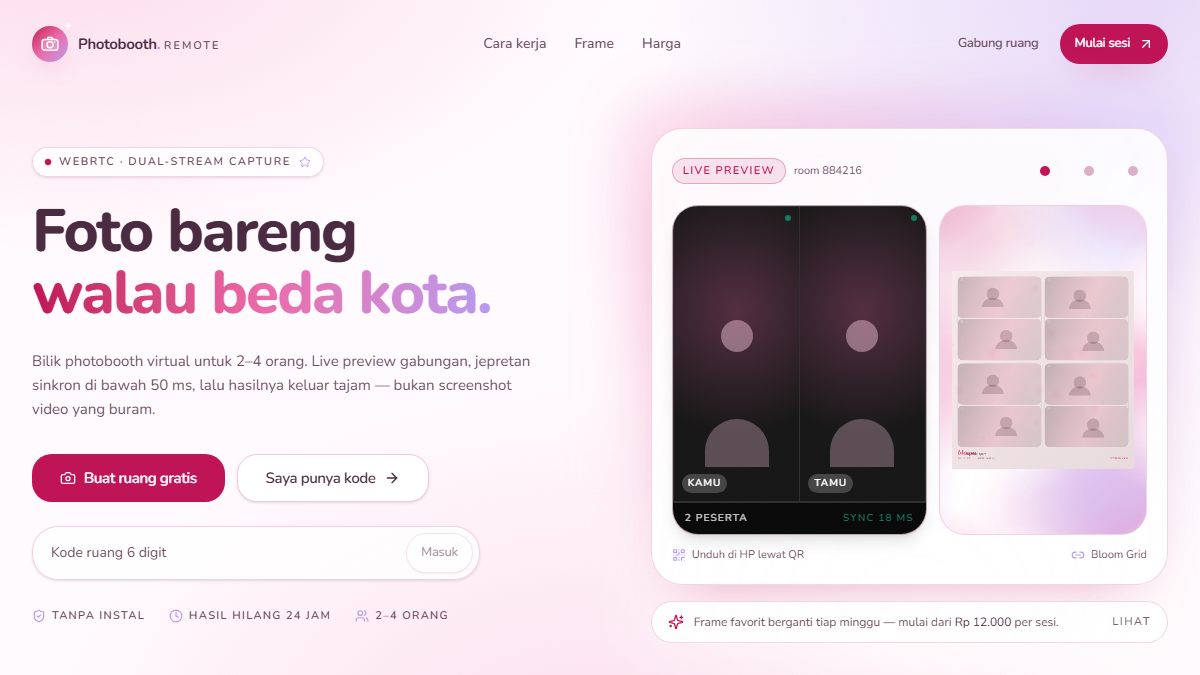 Photobooth. REMOTE
Cara kerja
Frame
Harga
Gabung ruang
Mulai sesi
WEBRTC · DUAL-STREAM CAPTURE
Foto bareng
walau beda kota.
Bilik photobooth virtual untuk 2–4 orang. Live preview gabungan, jepretan
sinkron di bawah 50 ms, lalu hasilnya keluar tajam — bukan screenshot
video yang buram.
Buat ruang gratis
Saya punya kode
Kode ruang 6 digit
Masuk
TANPA INSTAL
HASIL HILANG 24 JAM
2–4 ORANG
LIVE PREVIEW
room 884216
KAMU
TAMU
2 PESERTA
SYNC 18 MS
Unduh di HP lewat QR
Bloom Grid
Frame favorit berganti tiap minggu — mulai dari Rp 12.000 per sesi.
LIHAT